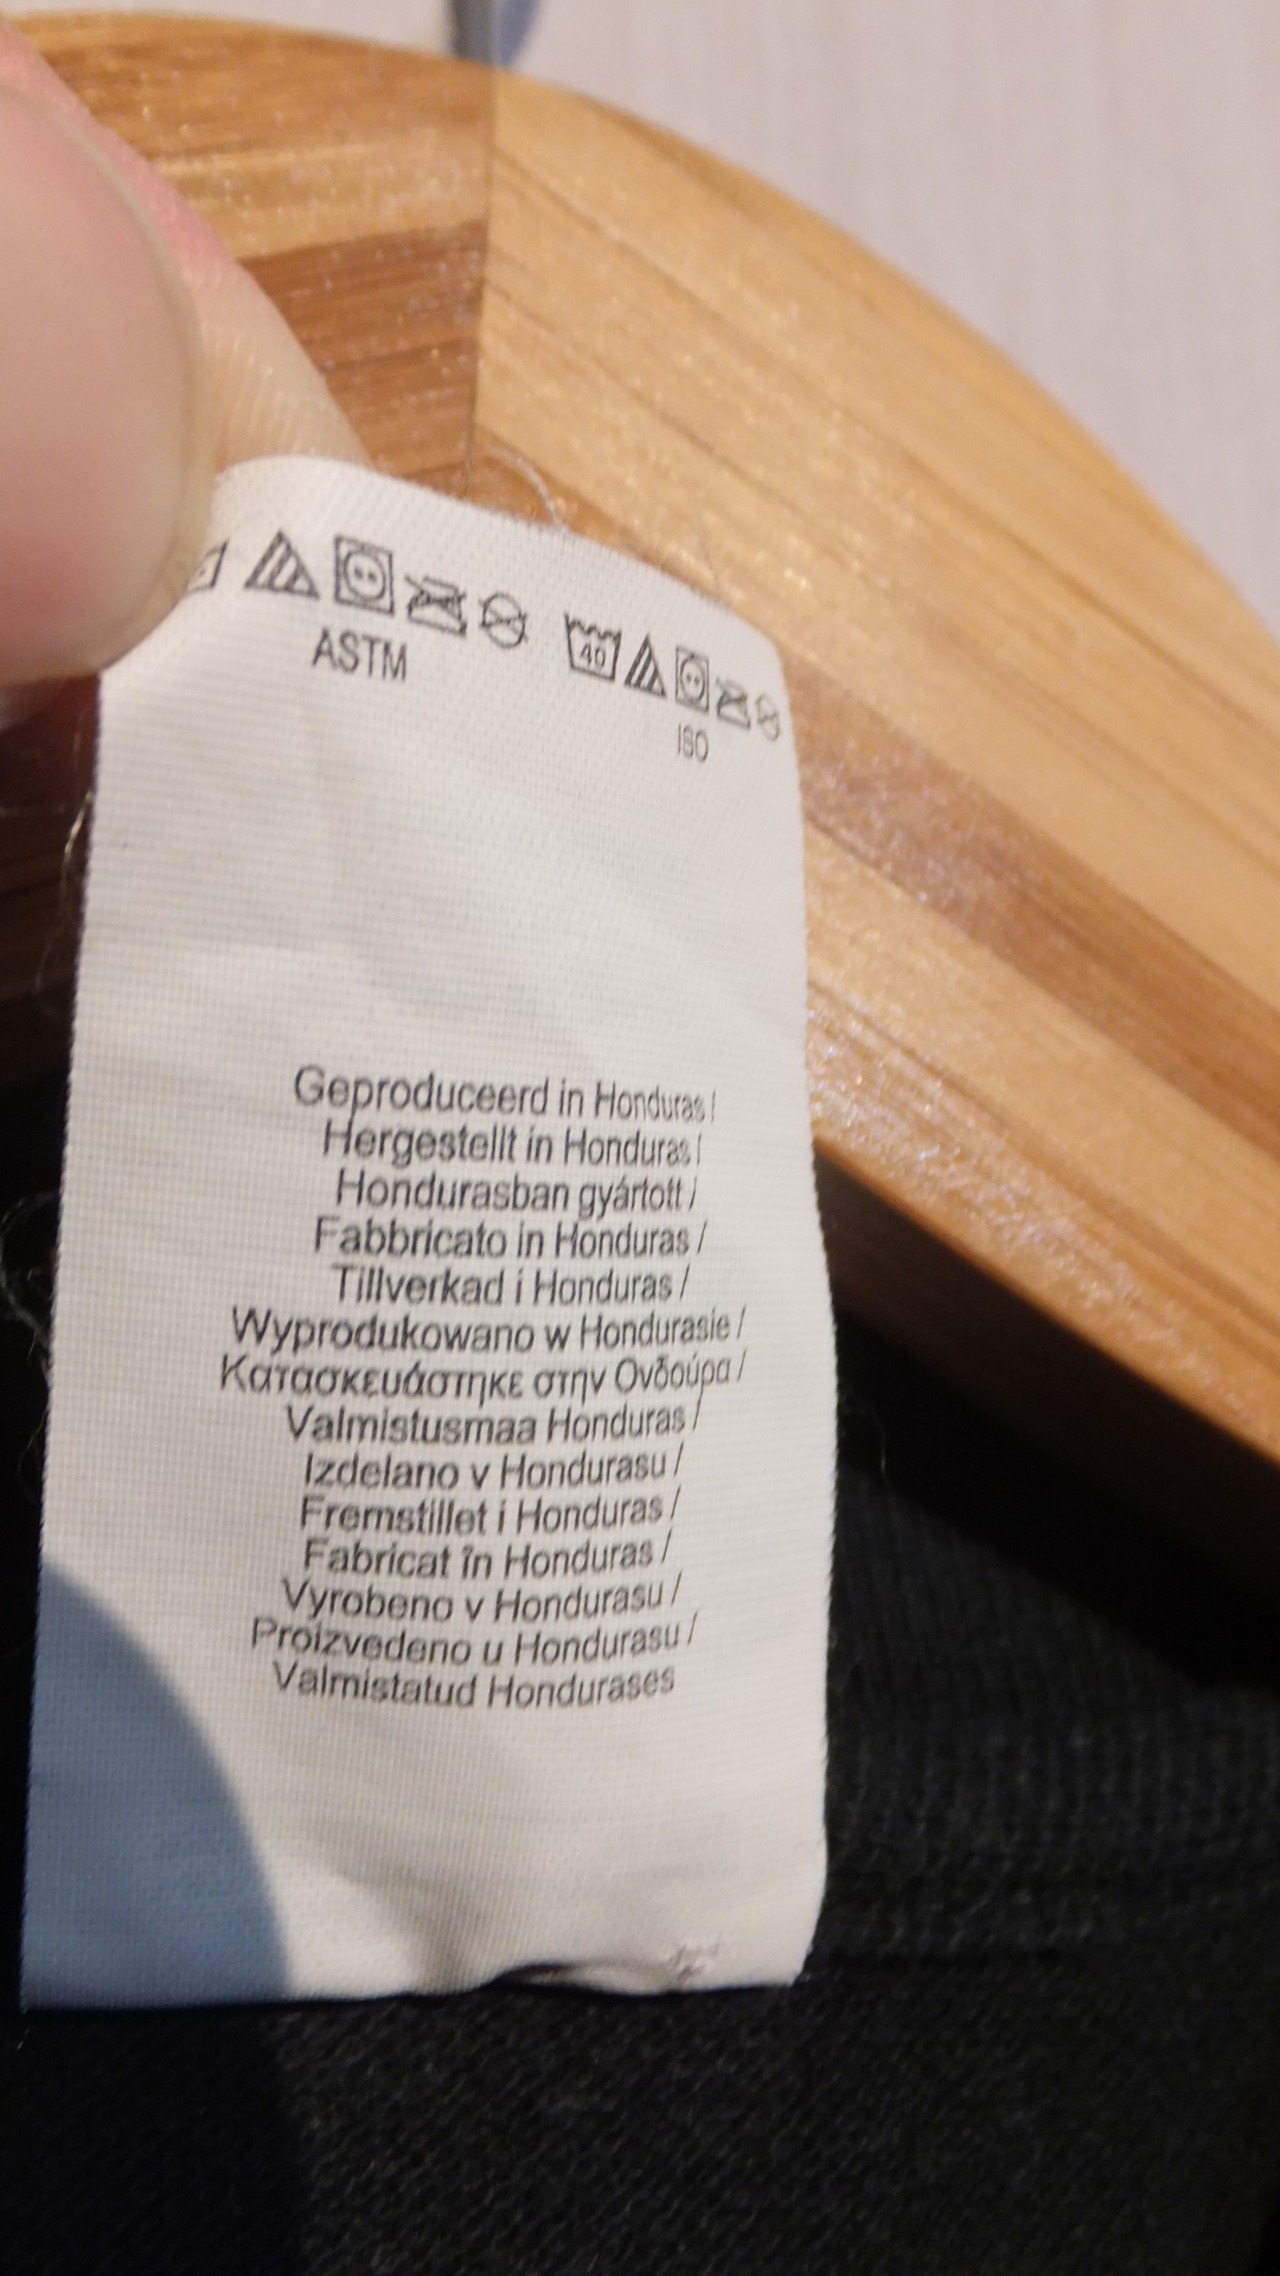 40
ASTM
ISO
Geproduceerd in Honduras /
Hergestellt in Honduras /
Hondurasban gyártott /
Fabbricato in Honduras /
Tillverkad i Honduras /
Wyprodukowano w Hondurasie /
Κατασκευάστηκε στην Ονδούρα /
Valmistusmaa Honduras /
Izdelano v Hondurasu /
Fremstillet i Honduras /
Fabricat în Honduras /
Vyrobeno v Hondurasu /
Proizvedeno u Hondurasu /
Valmistatud Hondurases